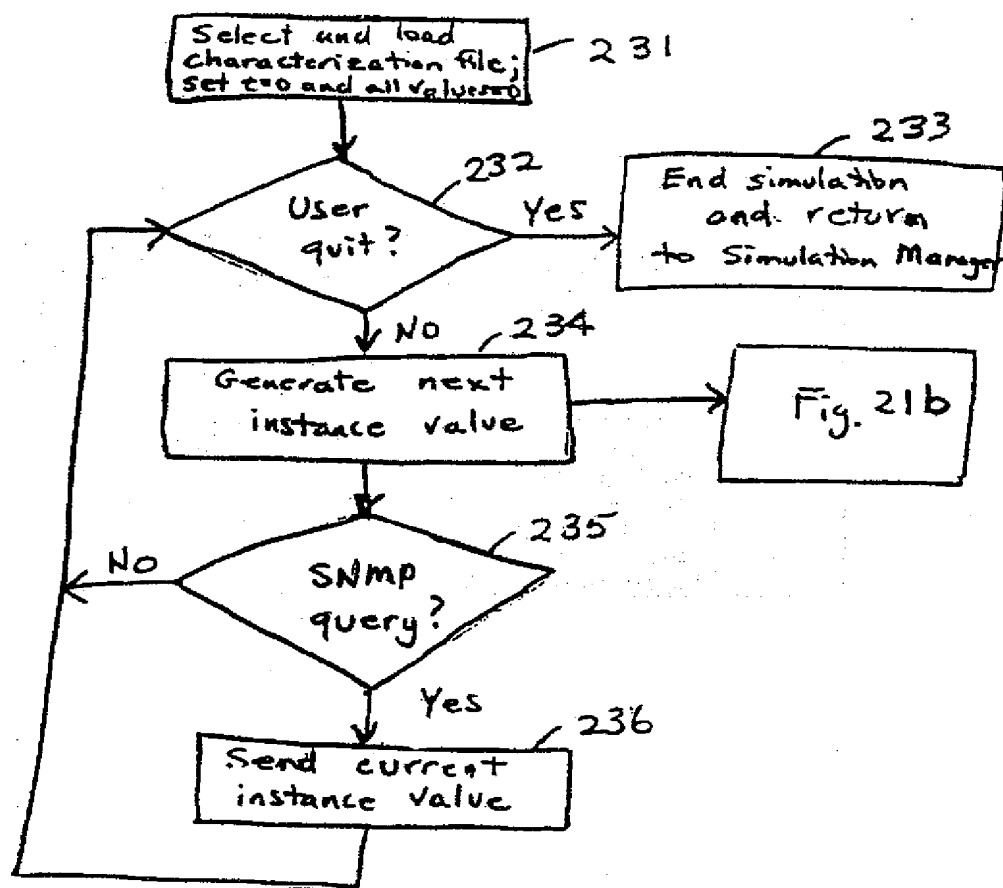 Select and load
characterization file;
set t=0 and all values=0
231
232
User
quit?
Yes
233
End simulation
and return
to Simulation Manager
No
234
Generate next
instance value
Fig. 21b
235
SNMP
query?
No
Yes
236
Send current
instance value